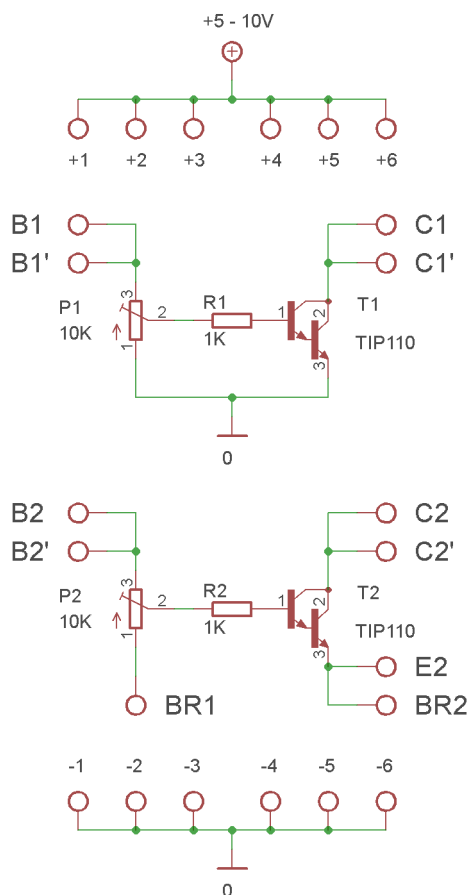 +5 - 10V
+1 +2 +3 +4 +5 +6
B1 C1
B1' C1'
P1 3 R1 T1
2 1 2
10K 1K TIP110
1 3
0
B2 C2
B2' C2'
P2 3 R2 T2
2 1 2
10K 1K TIP110
1 3
E2
BR1 BR2
-1 -2 -3 -4 -5 -6
0